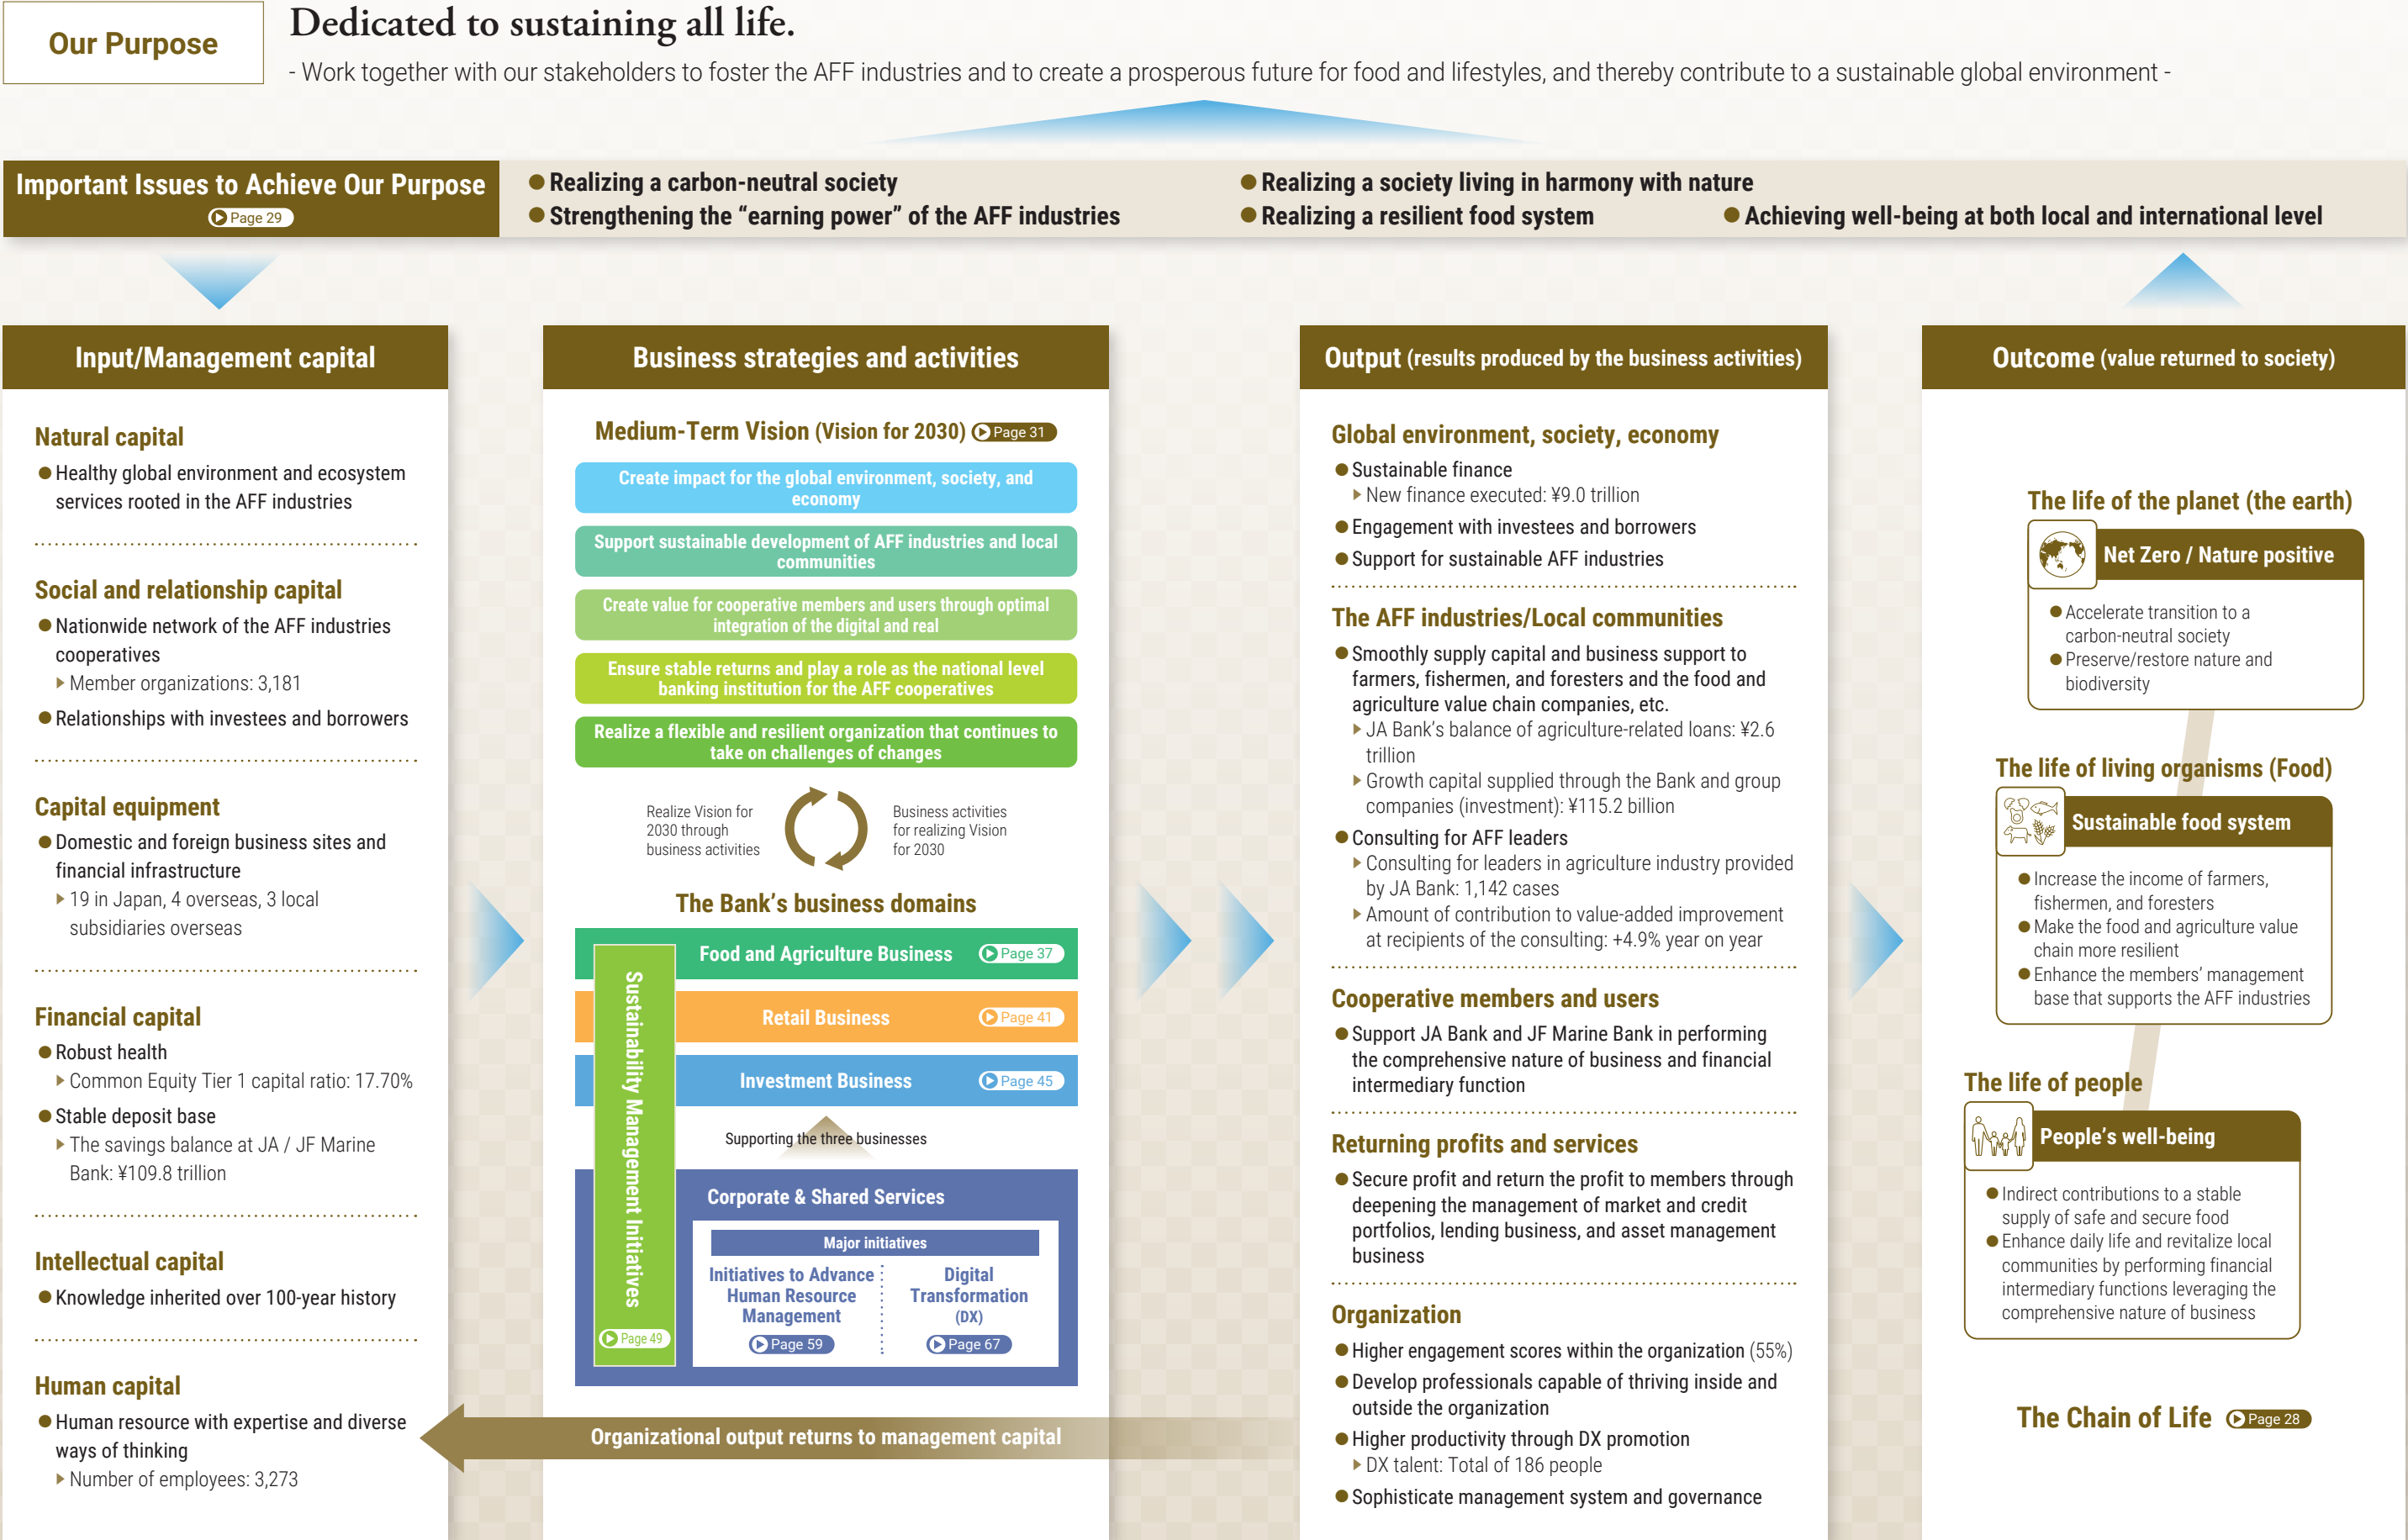 Our Purpose
Dedicated to sustaining all life.
- Work together with our stakeholders to foster the AFF industries and to create a prosperous future for food and lifestyles, and thereby contribute to a sustainable global environment -
Important Issues to Achieve Our Purpose
Page 29
● Realizing a carbon-neutral society
● Realizing a society living in harmony with nature
● Strengthening the “earning power” of the AFF industries
● Realizing a resilient food system
● Achieving well-being at both local and international level
Input/Management capital
Natural capital
● Healthy global environment and ecosystem
services rooted in the AFF industries
Social and relationship capital
● Nationwide network of the AFF industries
cooperatives
Member organizations: 3,181
● Relationships with investees and borrowers
Capital equipment
● Domestic and foreign business sites and
financial infrastructure
19 in Japan, 4 overseas, 3 local
subsidiaries overseas
Financial capital
● Robust health
Common Equity Tier 1 capital ratio: 17.70%
● Stable deposit base
The savings balance at JA / JF Marine
Bank: ¥109.8 trillion
Intellectual capital
● Knowledge inherited over 100-year history
Human capital
● Human resource with expertise and diverse
ways of thinking
Number of employees: 3,273
Business strategies and activities
Medium-Term Vision (Vision for 2030) Page 31
Create impact for the global environment, society, and
economy
Support sustainable development of AFF industries and local
communities
Create value for cooperative members and users through optimal
integration of the digital and real
Ensure stable returns and play a role as the national level
banking institution for the AFF cooperatives
Realize a flexible and resilient organization that continues to
take on challenges of changes
Realize Vision for
2030 through
business activities
Business activities
for realizing Vision
for 2030
The Bank’s business domains
Food and Agriculture Business Page 37
Retail Business Page 41
Investment Business Page 45
Sustainability Management Initiatives
Page 49
Supporting the three businesses
Corporate & Shared Services
Major initiatives
Initiatives to Advance
Human Resource
Management
Page 59
Digital
Transformation
(DX)
Page 67
Organizational output returns to management capital
Output (results produced by the business activities)
Global environment, society, economy
● Sustainable finance
New finance executed: ¥9.0 trillion
● Engagement with investees and borrowers
● Support for sustainable AFF industries
The AFF industries/Local communities
● Smoothly supply capital and business support to
farmers, fishermen, and foresters and the food and
agriculture value chain companies, etc.
JA Bank’s balance of agriculture-related loans: ¥2.6
trillion
Growth capital supplied through the Bank and group
companies (investment): ¥115.2 billion
● Consulting for AFF leaders
Consulting for leaders in agriculture industry provided
by JA Bank: 1,142 cases
Amount of contribution to value-added improvement
at recipients of the consulting: +4.9% year on year
Cooperative members and users
● Support JA Bank and JF Marine Bank in performing
the comprehensive nature of business and financial
intermediary function
Returning profits and services
● Secure profit and return the profit to members through
deepening the management of market and credit
portfolios, lending business, and asset management
business
Organization
● Higher engagement scores within the organization (55%)
● Develop professionals capable of thriving inside and
outside the organization
● Higher productivity through DX promotion
DX talent: Total of 186 people
● Sophisticate management system and governance
Outcome (value returned to society)
The life of the planet (the earth)
Net Zero / Nature positive
● Accelerate transition to a
carbon-neutral society
● Preserve/restore nature and
biodiversity
The life of living organisms (Food)
Sustainable food system
● Increase the income of farmers,
fishermen, and foresters
● Make the food and agriculture value
chain more resilient
● Enhance the members’ management
base that supports the AFF industries
The life of people
People’s well-being
● Indirect contributions to a stable
supply of safe and secure food
● Enhance daily life and revitalize local
communities by performing financial
intermediary functions leveraging the
comprehensive nature of business
The Chain of Life Page 28